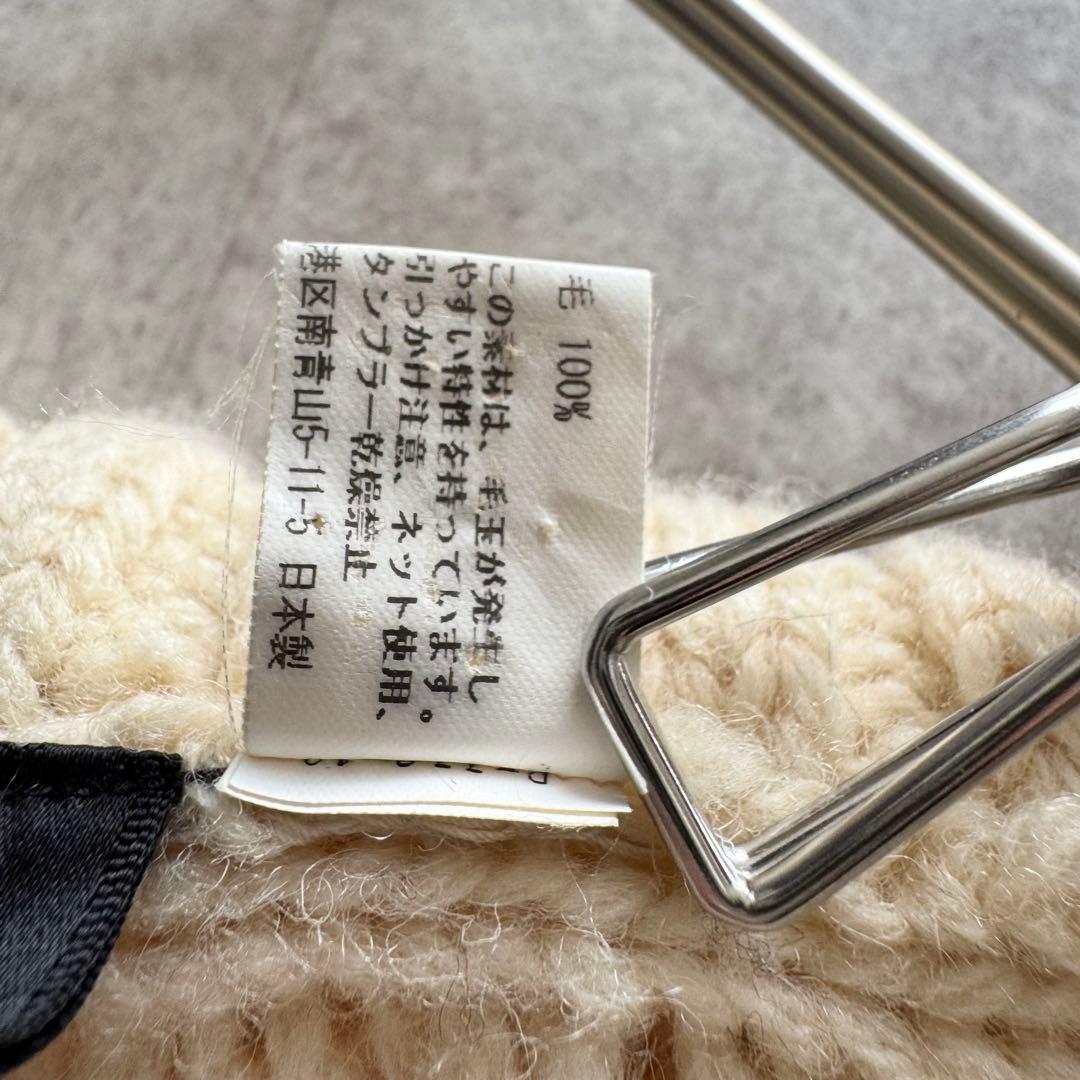 毛 100%
この素材は、毛玉が発生し
やすい特性を持っています。
引っかけ注意、ネット使用、
タンブラー乾燥禁止
港区南青山5-11-5 日本製